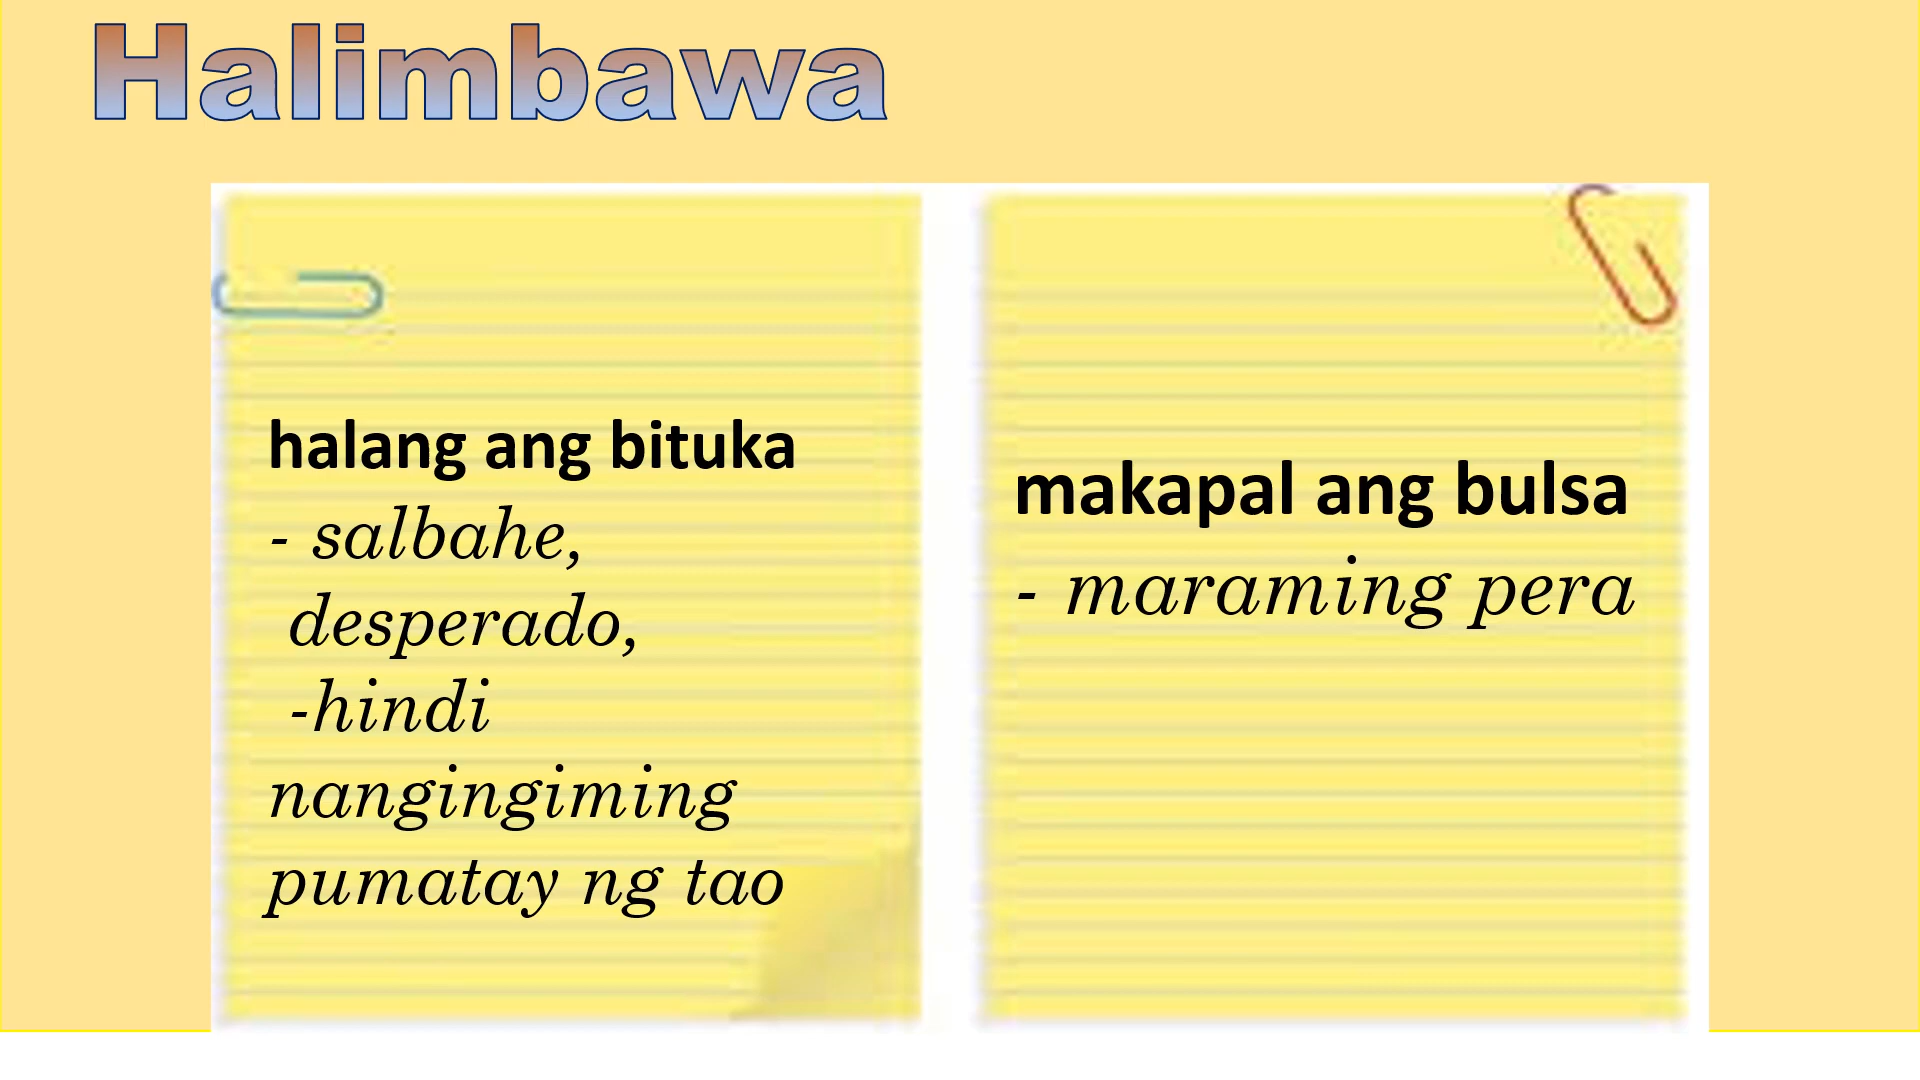 Halimbawa
halang ang bituka
- salbahe,
desperado,
-hindi
nangingiming
pumatay ng tao
makapal ang bulsa
- maraming pera